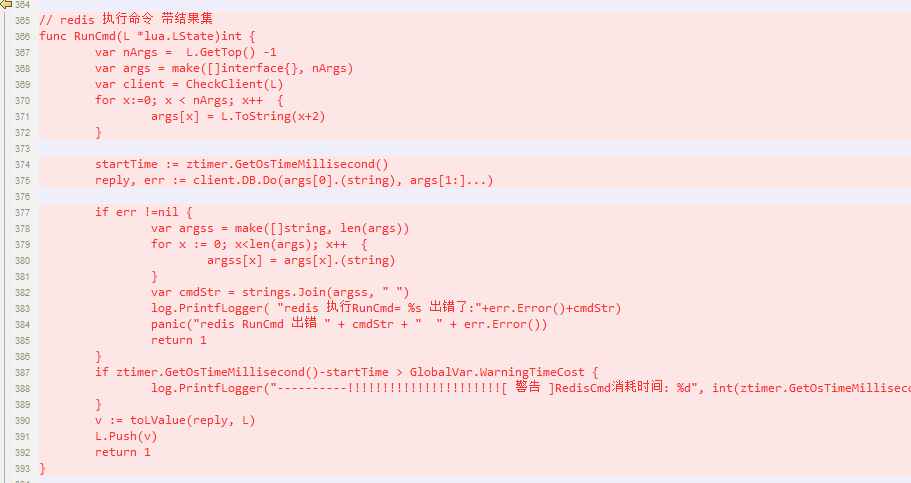 364
365 // redis 执行命令 带结果集
366 func RunCmd(L *lua.LState)int {
367 var nArgs =  L.GetTop() -1
368 var args = make([]interface{}, nArgs)
369 var client = CheckClient(L)
370 for x:=0; x < nArgs; x++  {
371 args[x] = L.ToString(x+2)
372 }
373
374 startTime := ztimer.GetOsTimeMillisecond()
375 reply, err := client.DB.Do(args[0].(string), args[1:]...)
376
377 if err !=nil {
378 var argss = make([]string, len(args))
379 for x := 0; x<len(args); x++  {
380 argss[x] = args[x].(string)
381 }
382 var cmdStr = strings.Join(argss, " ")
383 log.PrintfLogger( "redis 执行RunCmd= %s 出错了:"+err.Error()+cmdStr)
384 panic("redis RunCmd 出错 " + cmdStr + "  " + err.Error())
385 return 1
386 }
387 if ztimer.GetOsTimeMillisecond()-startTime > GlobalVar.WarningTimeCost {
388 log.PrintfLogger("----------!!!!!!!!!!!!!!!!!!!!!!![ 警告 ]RedisCmd消耗时间: %d", int(ztimer.GetOsTimeMillisec
389 }
390 v := toLValue(reply, L)
391 L.Push(v)
392 return 1
393 }